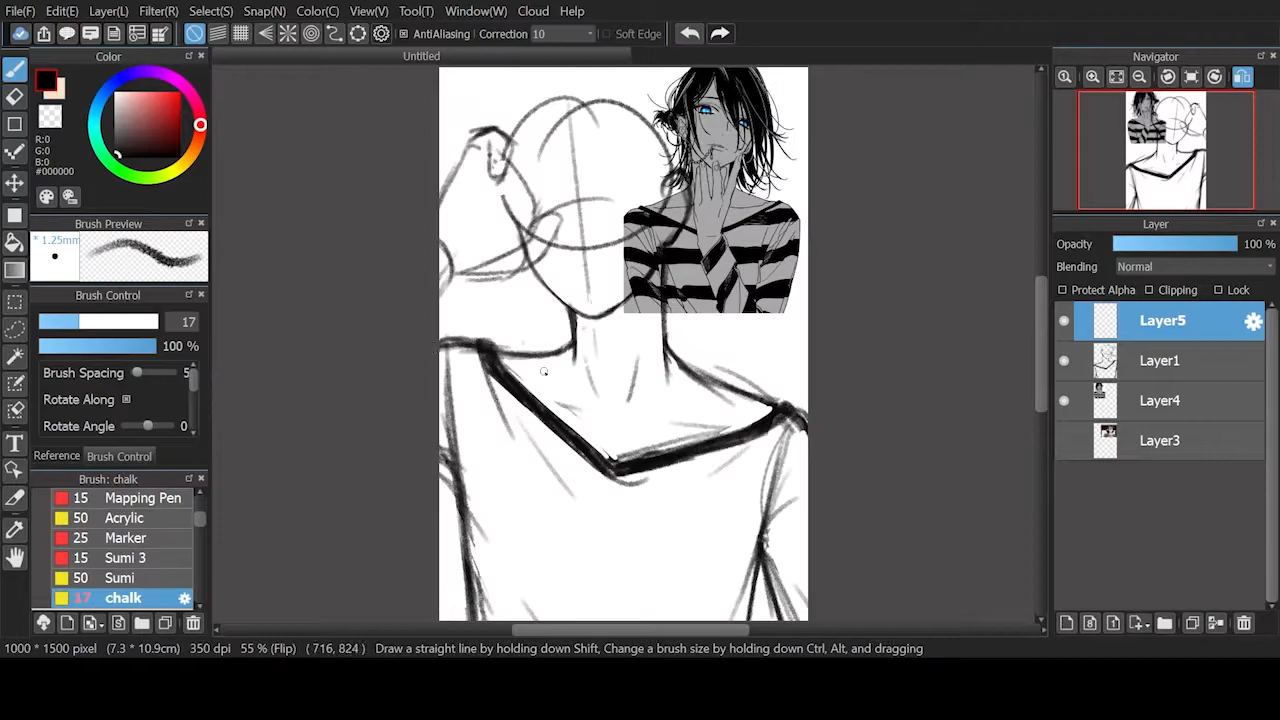 File(F) Edit(E) Layer(L) Filter(R) Select(S) Snap(N) Color(C) View(V) Tool(T) Window(W) Cloud Help
AntiAliasing Correction 10 Soft Edge
Color
Untitled
Navigator
R:0
G:0
B:0
#000000
Brush Preview
* 1.25mm
Brush Control
17
100 %
Brush Spacing 5
Rotate Along
Rotate Angle 0
Reference Brush Control
Brush: chalk
15 Mapping Pen
50 Acrylic
25 Marker
15 Sumi 3
50 Sumi
17 chalk
Layer
Opacity 100 %
Blending Normal
Protect Alpha Clipping Lock
Layer5
Layer1
Layer4
Layer3
1000 * 1500 pixel (7.3 * 10.9cm) 350 dpi 55 % (Flip) ( 716, 824 ) Draw a straight line by holding down Shift, Change a brush size by holding down Ctrl, Alt, and dragging